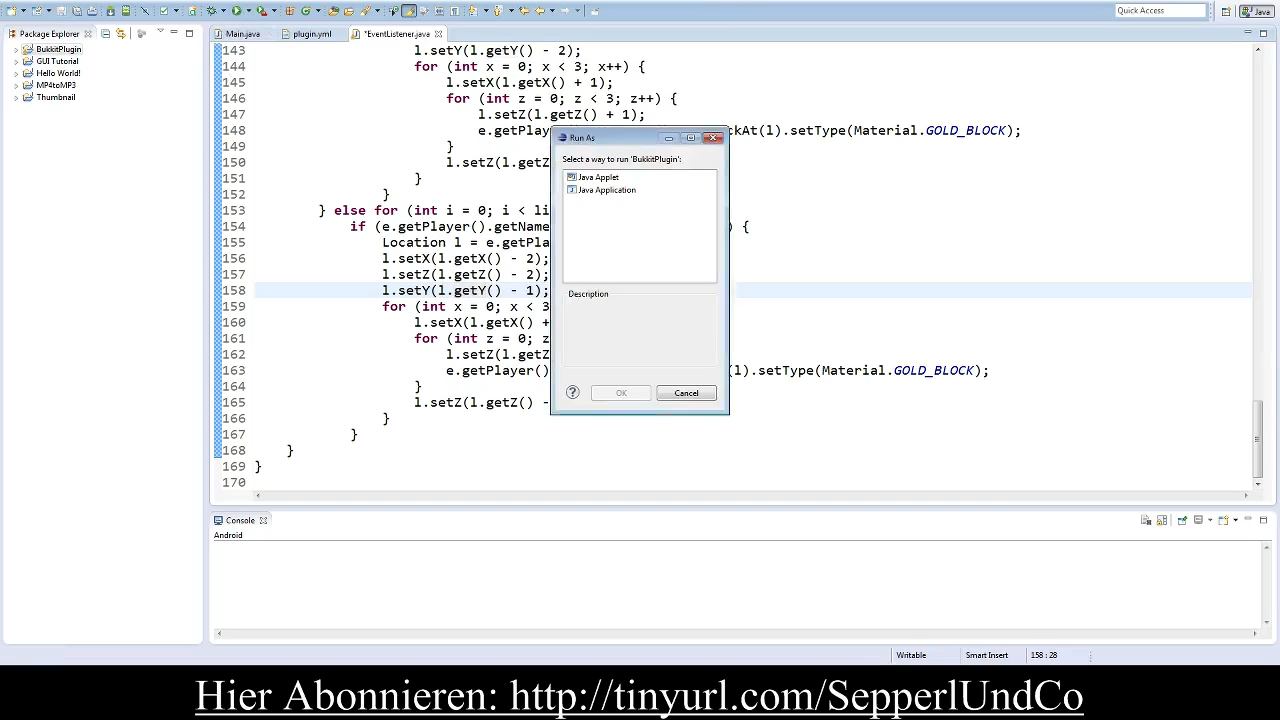 Quick Access
Java
Package Explorer
Main.java
plugin.yml
*EventListener.java
BukkitPlugin
GUI Tutorial
Hello World!
MP4toMP3
Thumbnail
143 l.setY(l.getY() - 2);
144 for (int x = 0; x < 3; x++) {
145 l.setX(l.getX() + 1);
146 for (int z = 0; z < 3; z++) {
147 l.setZ(l.getZ() + 1);
148 e.getPlaye ckAt(l).setType(Material.GOLD_BLOCK);
149 }
150 l.setZ(l.getZ
151 }
152 }
153 } else for (int i = 0; i < li
154 if (e.getPlayer().getName ) {
155 Location l = e.getPla
156 l.setX(l.getX() - 2);
157 l.setZ(l.getZ() - 2);
158 l.setY(l.getY() - 1);
159 for (int x = 0; x < 3
160 l.setX(l.getX() +
161 for (int z = 0; z
162 l.setZ(l.getZ
163 e.getPlayer() (l).setType(Material.GOLD_BLOCK);
164 }
165 l.setZ(l.getZ() -
166 }
167 }
168 }
169 }
170
Run As
Select a way to run 'BukkitPlugin':
Java Applet
Java Application
Description
?
OK
Cancel
Console
Android
Writable
Smart Insert
158 : 28
Hier Abonnieren: http://tinyurl.com/SepperlUndCo